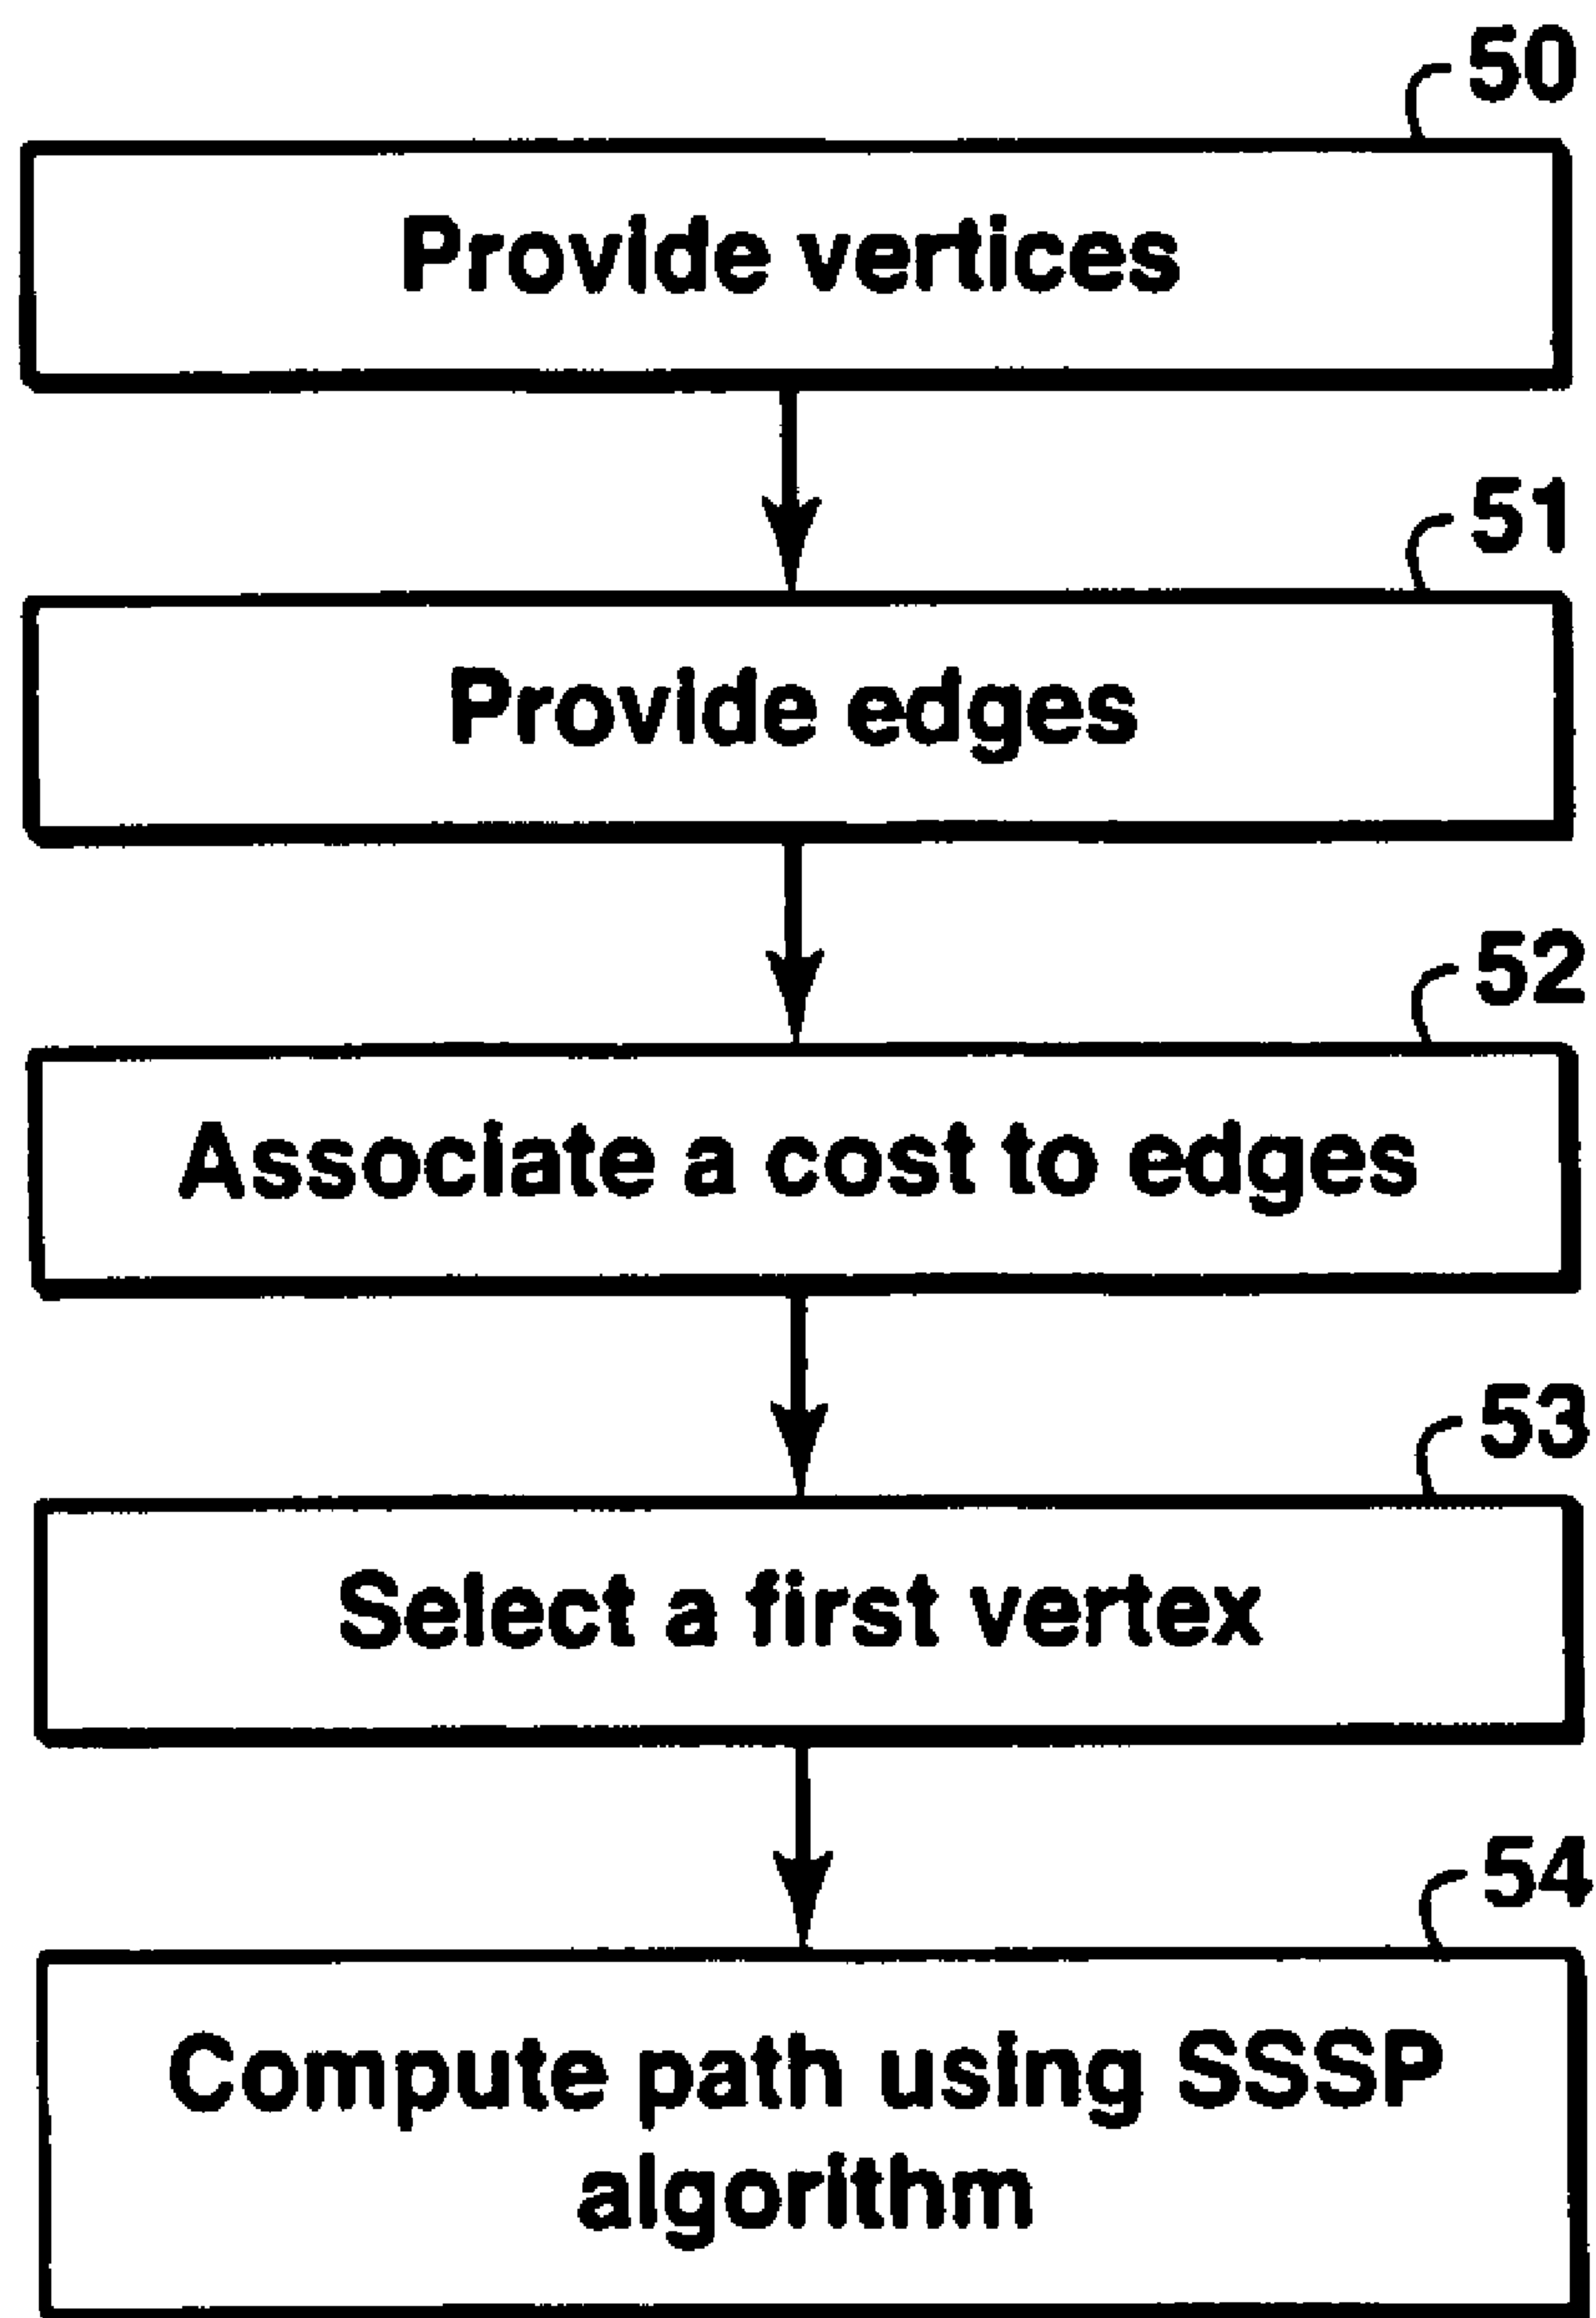 50
Provide vertices
51
Provide edges
52
Associate a cost to edges
53
Select a first vertex
54
Compute path using SSSP
algorithm